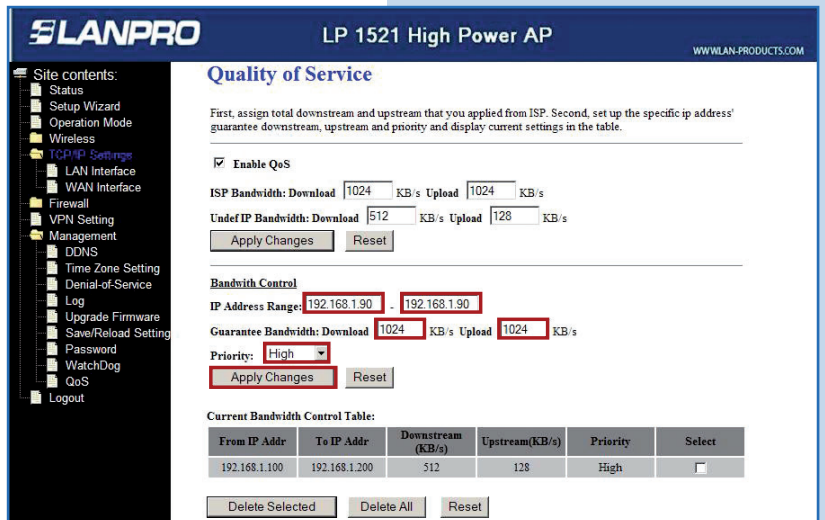 LANPRO
LP 1521 High Power AP
WWW.LAN-PRODUCTS.COM
Site contents:
Status
Setup Wizard
Operation Mode
Wireless
TCP/IP Settings
LAN Interface
WAN Interface
Firewall
VPN Setting
Management
DDNS
Time Zone Setting
Denial-of-Service
Log
Upgrade Firmware
Save/Reload Setting
Password
WatchDog
QoS
Logout
Quality of Service
First, assign total downstream and upstream that you applied from ISP. Second, set up the specific ip address'
guarantee downstream, upstream and priority and display current settings in the table.
Enable QoS
ISP Bandwidth: Download 1024 KB/s Upload 1024 KB/s
Undef IP Bandwidth: Download 512 KB/s Upload 128 KB/s
Apply Changes Reset
Bandwith Control
IP Address Range: 192.168.1.90 - 192.168.1.90
Guarantee Bandwidth: Download 1024 KB/s Upload 1024 KB/s
Priority: High
Apply Changes Reset
Current Bandwidth Control Table:
From IP Addr To IP Addr Downstream (KB/s) Upstream(KB/s) Priority Select
192.168.1.100 192.168.1.200 512 128 High
Delete Selected Delete All Reset